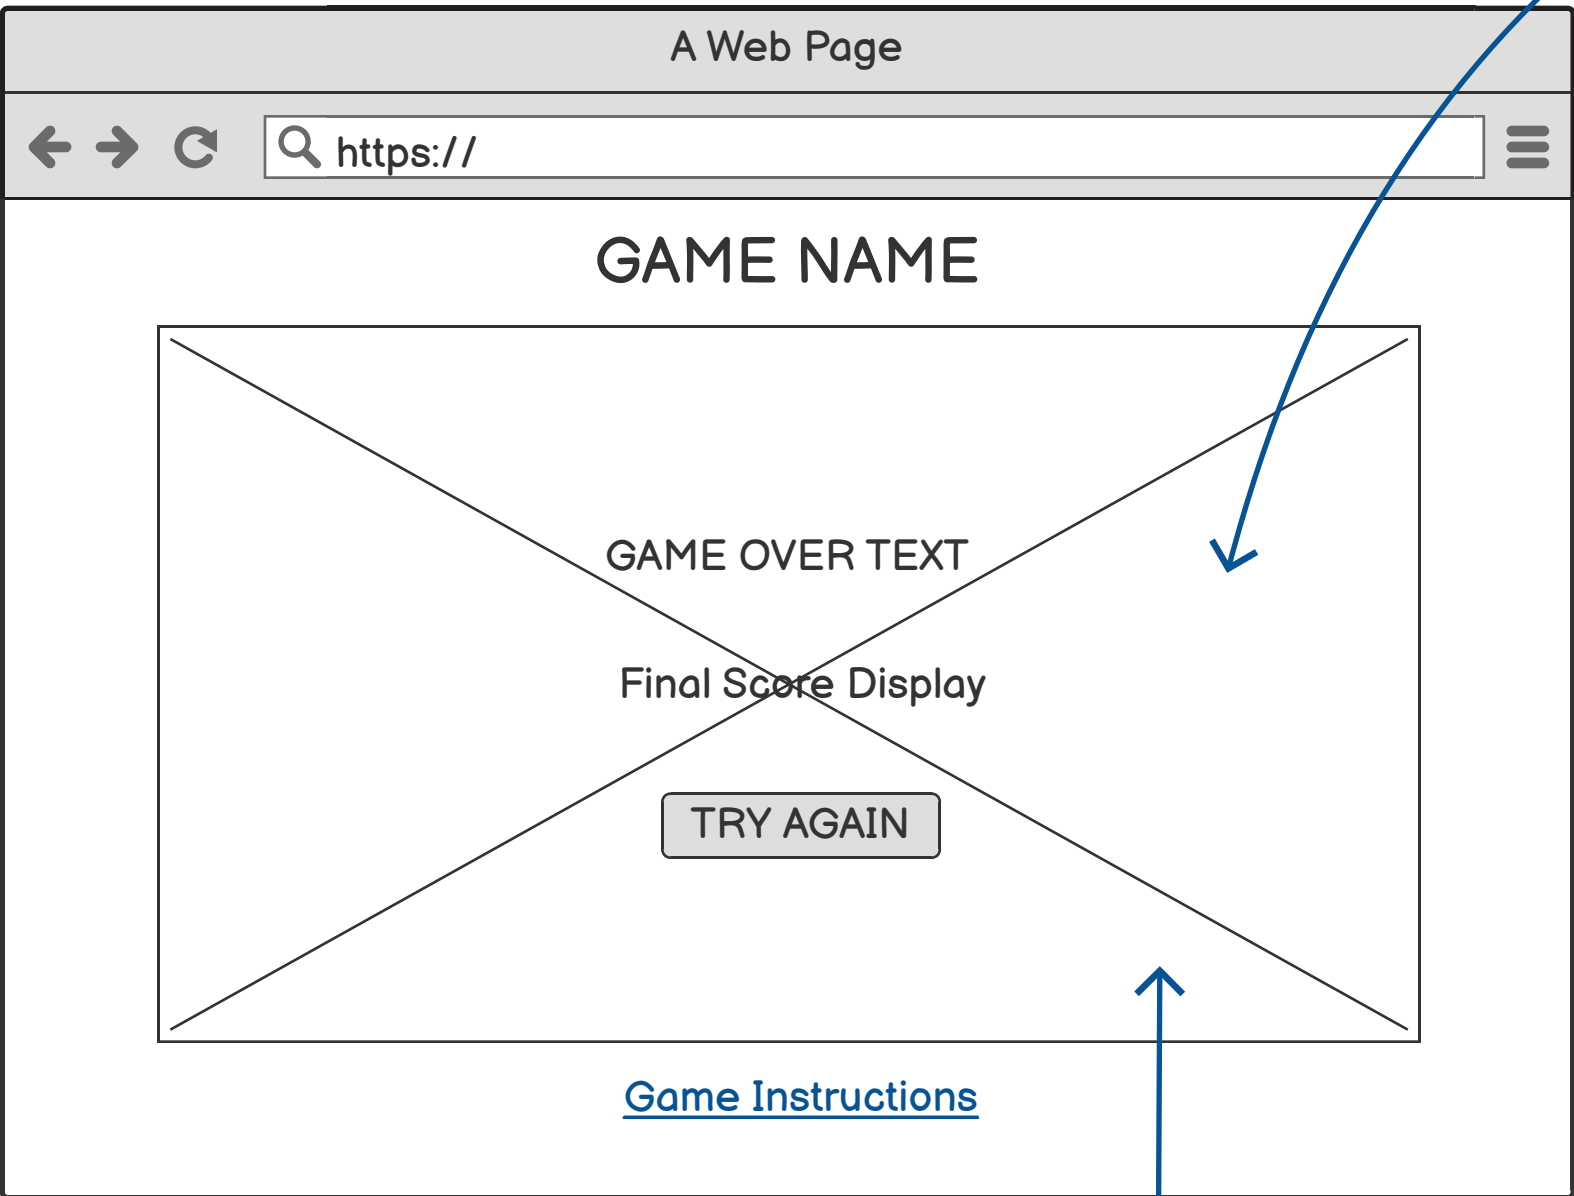 A Web Page
https://
GAME NAME
GAME OVER TEXT
Final Score Display
TRY AGAIN
Game Instructions